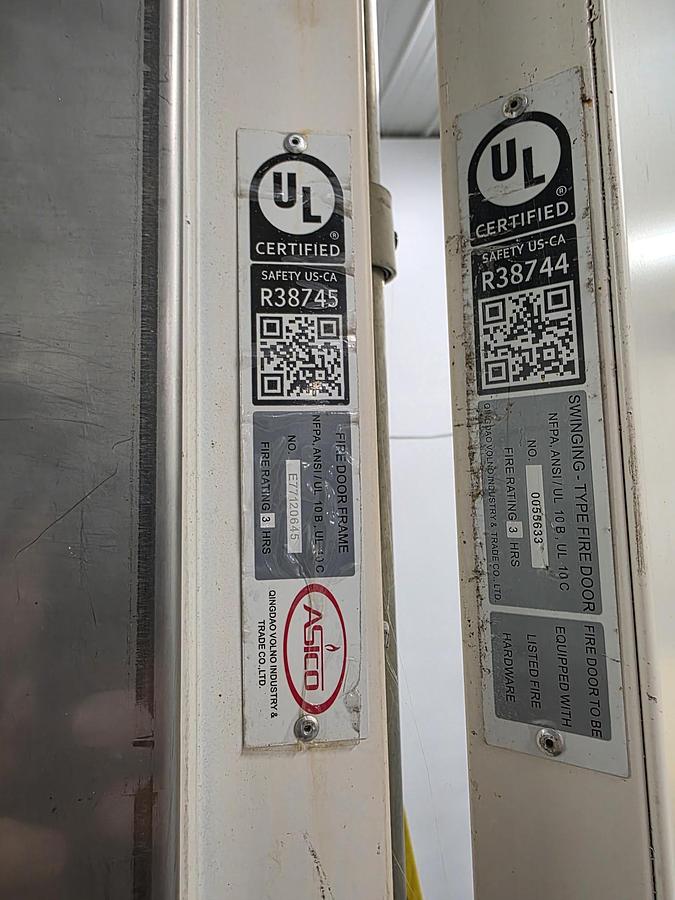 UL
®
CERTIFIED
SAFETY US-CA
R38745
FIRE DOOR FRAME
NFPA, ANSI/UL 10B, UL 10C
NO. E77120645
FIRE RATING 3 HRS
ASICO
QINGDAO VOLNO INDUSTRY &
TRADE CO.,LTD.
UL
®
CERTIFIED
SAFETY US-CA
R38744
SWINGING - TYPE FIRE DOOR
NFPA, ANSI/UL 10B, UL 10C
NO. 0055633
FIRE RATING 3 HRS
QINGDAO VOLNO INDUSTRY & TRADE CO., LTD.
FIRE DOOR TO BE
EQUIPPED WITH
LISTED FIRE
HARDWARE